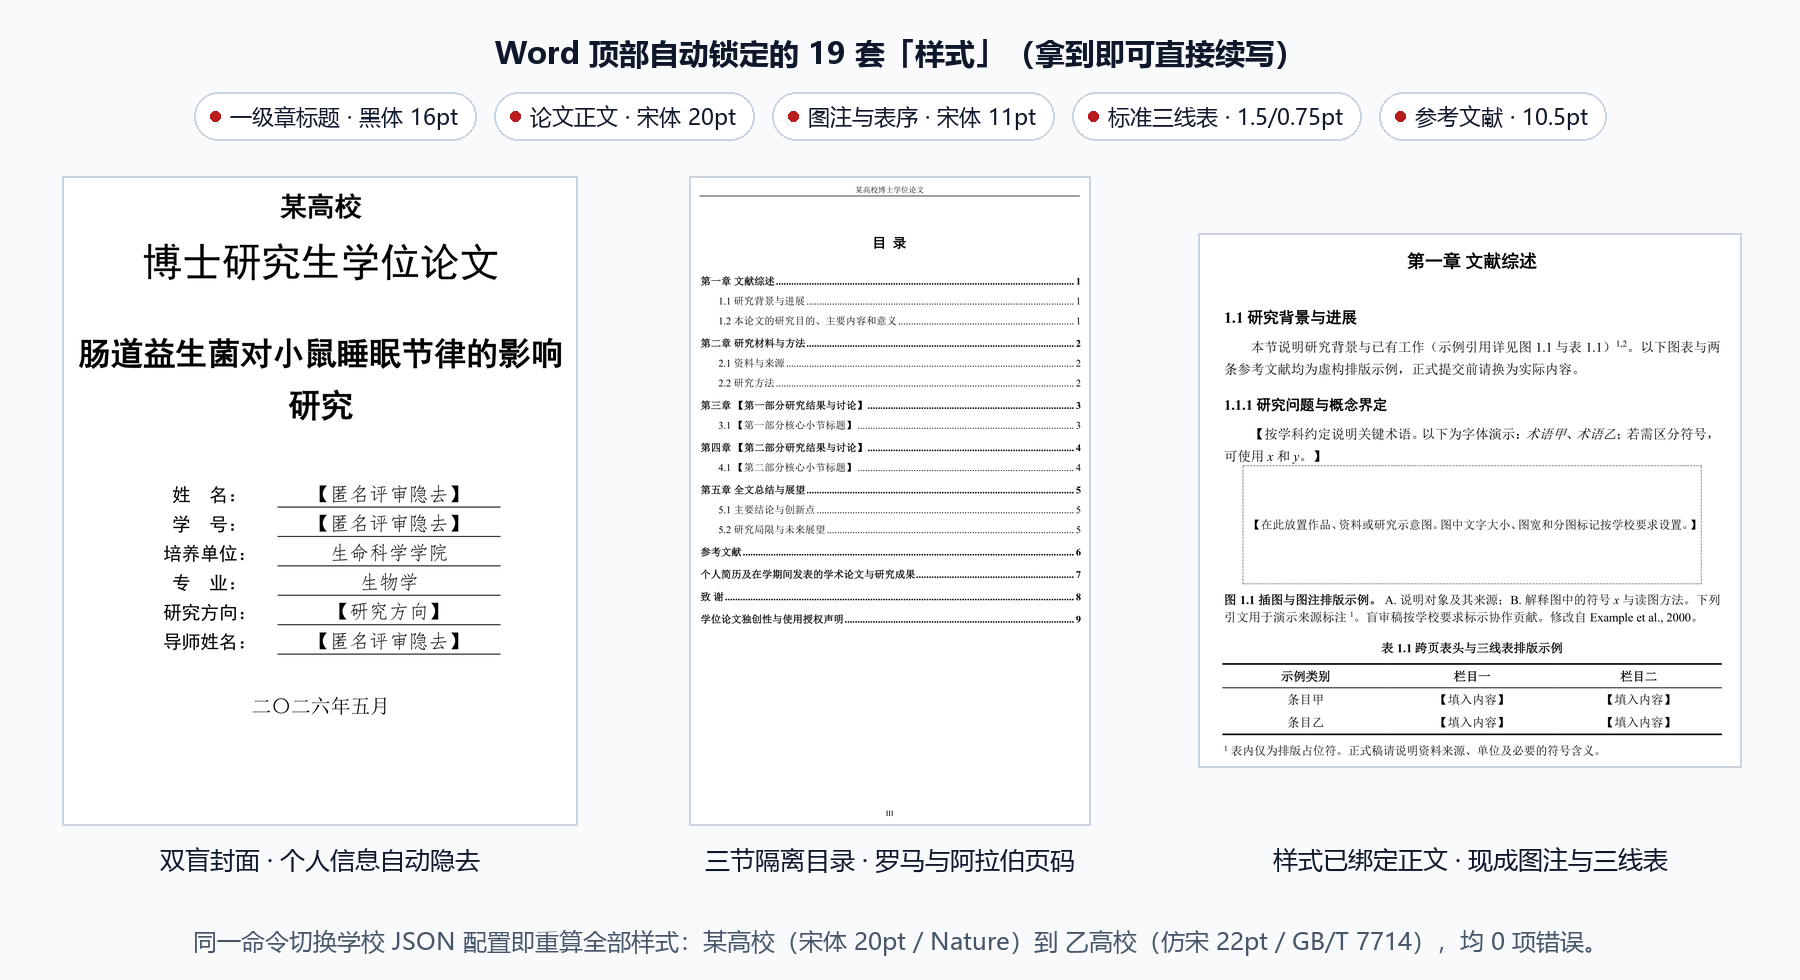 Word 顶部自动锁定的 19 套「样式」（拿到即可直接续写）
一级章标题 · 黑体 16pt
论文正文 · 宋体 20pt
图注与表序 · 宋体 11pt
标准三线表 · 1.5/0.75pt
参考文献 · 10.5pt
某高校
博士研究生学位论文
肠道益生菌对小鼠睡眠节律的影响
研究
姓 名： 【匿名评审隐去】
学 号： 【匿名评审隐去】
培养单位： 生命科学学院
专 业： 生物学
研究方向： 【研究方向】
导师姓名： 【匿名评审隐去】
二〇二六年五月
双盲封面 · 个人信息自动隐去
某高校博士学位论文
目 录
第一章 文献综述 1
1.1 研究背景与进展 1
1.2 本论文的研究目的、主要内容和意义 1
第二章 研究材料与方法 2
2.1 资料与来源 2
2.2 研究方法 2
第三章 【第一部分研究结果与讨论】 3
3.1 【第一部分核心小节标题】 3
第四章 【第二部分研究结果与讨论】 4
4.1 【第二部分核心小节标题】 4
第五章 全文总结与展望 5
5.1 主要结论与创新点 5
5.2 研究局限与未来展望 5
参考文献 6
个人简历及在学期间发表的学术论文与研究成果 7
致 谢 8
学位论文独创性与使用授权声明 9
III
三节隔离目录 · 罗马与阿拉伯页码
第一章 文献综述
1.1 研究背景与进展
本节说明研究背景与已有工作（示例引用详见图 1.1 与表 1.1）1,2。以下图表与两
条参考文献均为虚构排版示例，正式提交前请换为实际内容。
1.1.1 研究问题与概念界定
【按学科约定说明关键术语。以下为字体演示：术语甲、术语乙；若需区分符号，
可使用 x 和 y。】
【在此放置作品、资料或研究示意图。图中文字大小、图宽和分图标记按学校要求设置。】
图 1.1 插图与图注排版示例。 A. 说明对象及其来源；B. 解释图中的符号 x 与读图方法。下列
引文用于演示来源标注 1。盲审稿按学校要求标示协作贡献。修改自 Example et al., 2000。
表 1.1 跨页表头与三线表排版示例
示例类别 栏目一 栏目二
条目甲 【填入内容】 【填入内容】
条目乙 【填入内容】 【填入内容】
1 表内仅为排版占位符。正式稿请说明资料来源、单位及必要的符号含义。
样式已绑定正文 · 现成图注与三线表
同一命令切换学校 JSON 配置即重算全部样式：某高校（宋体 20pt / Nature）到 乙高校（仿宋 22pt / GB/T 7714），均 0 项错误。